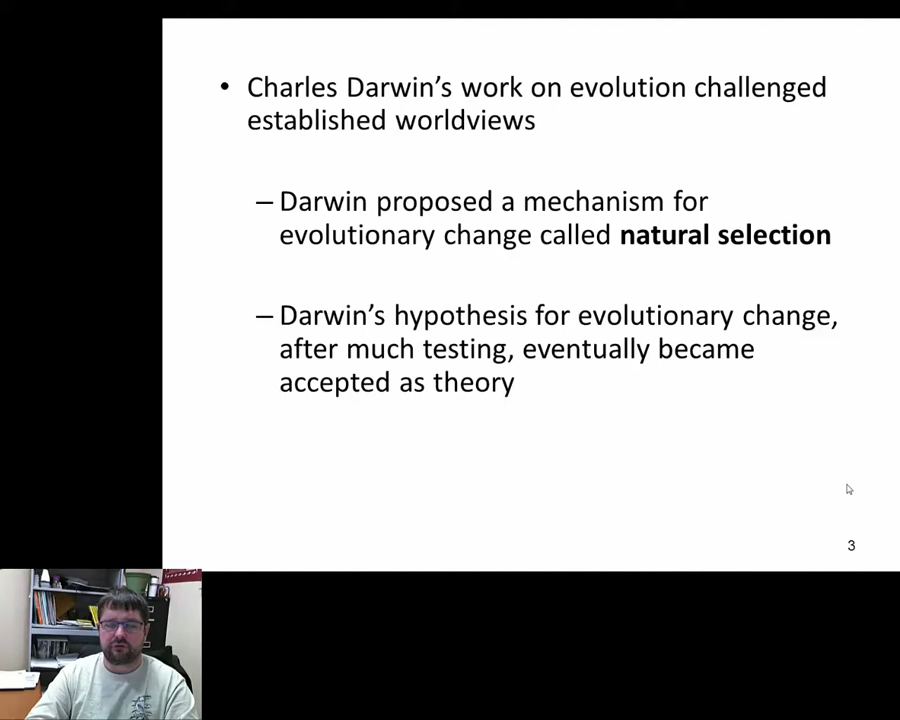 • Charles Darwin’s work on evolution challenged
established worldviews
– Darwin proposed a mechanism for
evolutionary change called natural selection
– Darwin’s hypothesis for evolutionary change,
after much testing, eventually became
accepted as theory
3